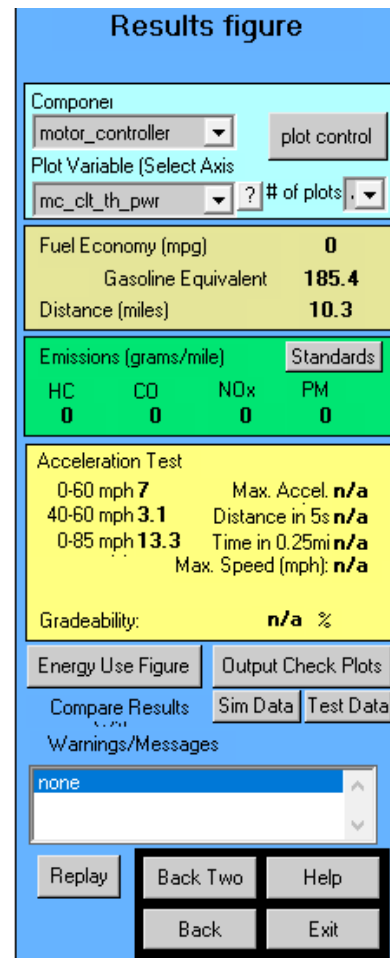 Results figure
Componer
motor_controller
plot control
Plot Variable (Select Axis
mc_clt_th_pwr ? # of plots
Fuel Economy (mpg) 0
Gasoline Equivalent 185.4
Distance (miles) 10.3
Emissions (grams/mile) Standards
HC CO NOx PM
0 0 0 0
Acceleration Test
0-60 mph 7 Max. Accel. n/a
40-60 mph 3.1 Distance in 5s n/a
0-85 mph 13.3 Time in 0.25mi n/a
Max. Speed (mph): n/a
Gradeability: n/a %
Energy Use Figure Output Check Plots
Compare Results Sim Data Test Data
Warnings/Messages
none
Replay Back Two Help
Back Exit